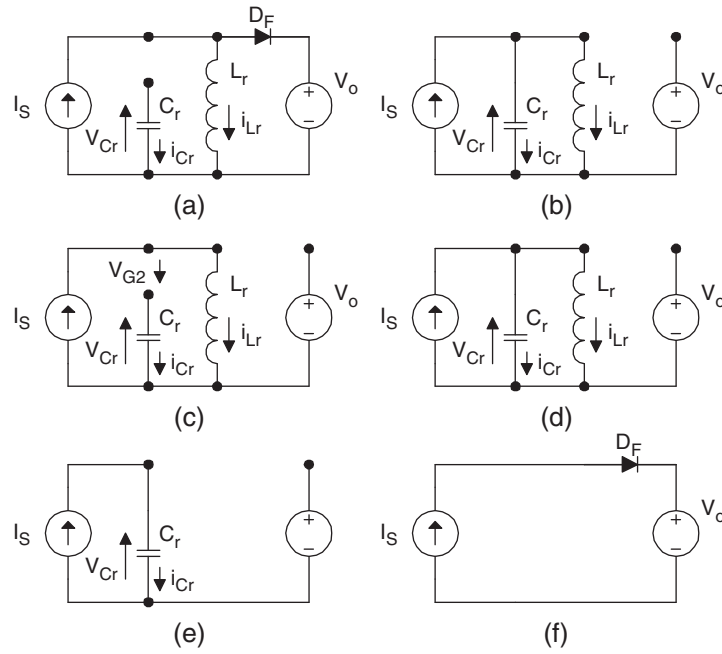 D_F
I_S
V_Cr
C_r
i_Cr
L_r
i_Lr
V_o
+
−
(a)
I_S
V_Cr
C_r
i_Cr
L_r
i_Lr
V_o
+
−
(b)
I_S
V_G2
V_Cr
C_r
i_Cr
L_r
i_Lr
V_o
+
−
(c)
I_S
V_Cr
C_r
i_Cr
L_r
i_Lr
V_o
+
−
(d)
I_S
V_Cr
C_r
i_Cr
+
−
(e)
D_F
I_S
V_o
+
−
(f)